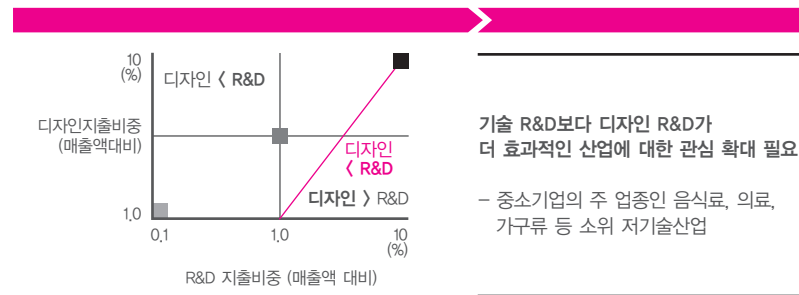 10
(%)
디자인 < R&D
디자인지출비중
(매출액대비)
디자인
< R&D
디자인 > R&D
1.0
0.1
1.0
10
(%)
R&D 지출비중 (매출액 대비)
기술 R&D보다 디자인 R&D가
더 효과적인 산업에 대한 관심 확대 필요
– 중소기업의 주 업종인 음식료, 의료,
가구류 등 소위 저기술산업